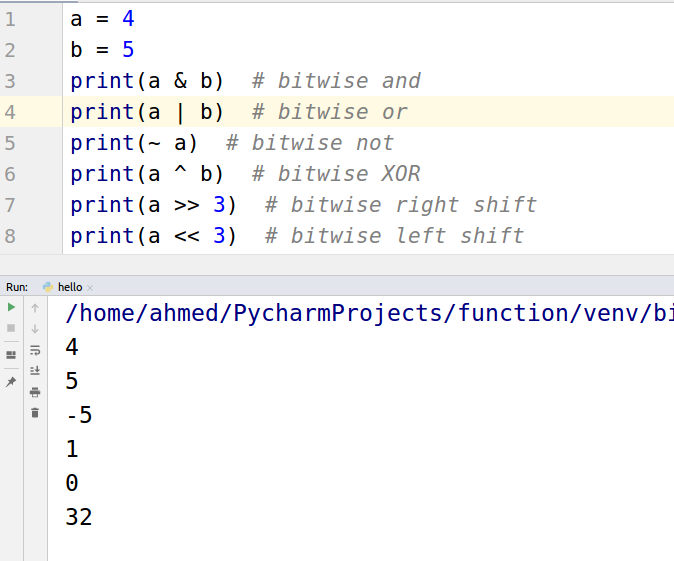 1 a = 4
2 b = 5
3 print(a & b)  # bitwise and
4 print(a | b)  # bitwise or
5 print(~ a)  # bitwise not
6 print(a ^ b)  # bitwise XOR
7 print(a >> 3)  # bitwise right shift
8 print(a << 3)  # bitwise left shift
Run: hello ×
/home/ahmed/PycharmProjects/function/venv/bi
4
5
-5
1
0
32